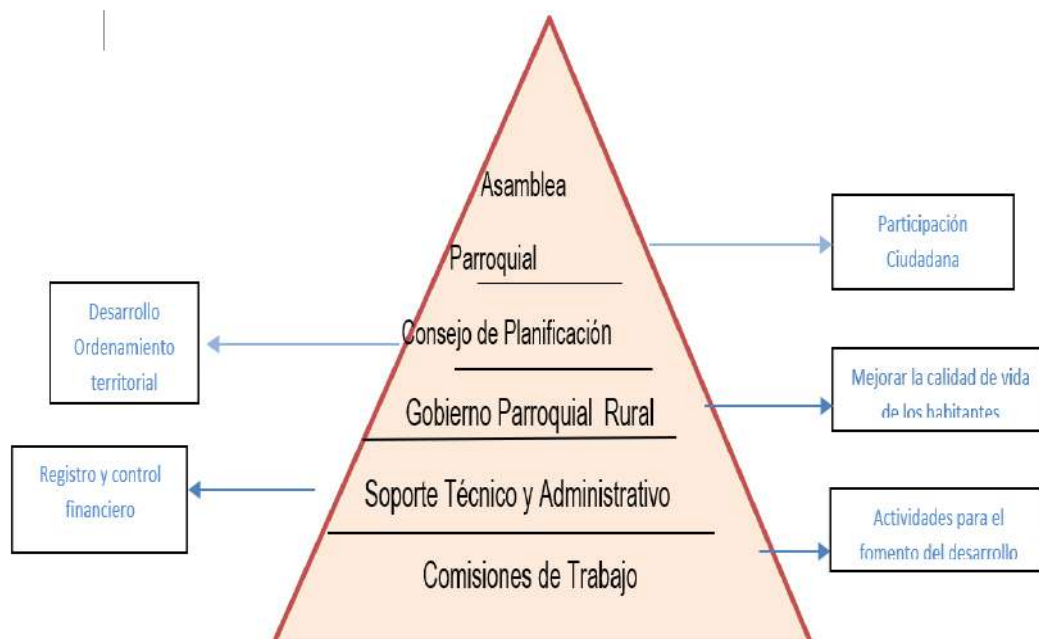 Asamblea
Parroquial
Participación
Ciudadana
Consejo de Planificación
Desarrollo
Ordenamiento
territorial
Gobierno Parroquial Rural
Mejorar la calidad de vida
de los habitantes
Soporte Técnico y Administrativo
Registro y control
financiero
Comisiones de Trabajo
Actividades para el
fomento del desarrollo